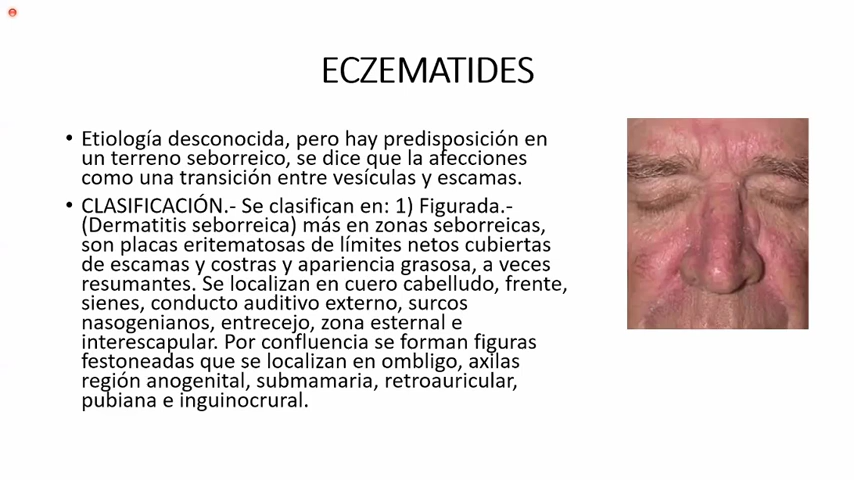 ECZEMATIDES
• Etiología desconocida, pero hay predisposición en
un terreno seborreico, se dice que la afecciones
como una transición entre vesículas y escamas.
• CLASIFICACIÓN.- Se clasifican en: 1) Figurada.-
(Dermatitis seborreica) más en zonas seborreicas,
son placas eritematosas de límites netos cubiertas
de escamas y costras y apariencia grasosa, a veces
resumantes. Se localizan en cuero cabelludo, frente,
sienes, conducto auditivo externo, surcos
nasogenianos, entrecejo, zona esternal e
interescapular. Por confluencia se forman figuras
festoneadas que se localizan en ombligo, axilas
región anogenital, submamaria, retroauricular,
pubiana e inguinocrural.